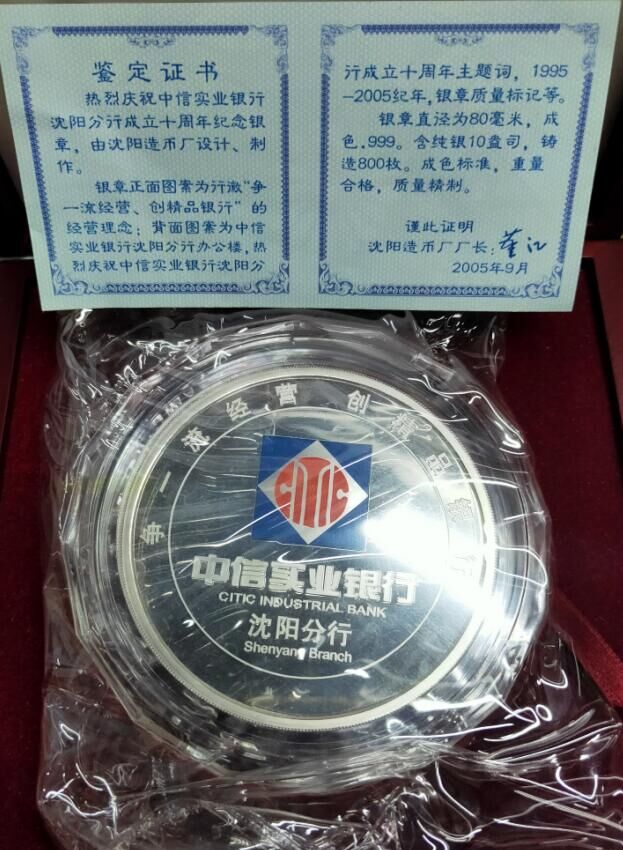 鉴定证书
热烈庆祝中信实业银行
沈阳分行成立十周年纪念银
章，由沈阳造币厂设计、制
作。
银章正面图案为行徽"争
一流经营、创精品银行"的
经营理念；背面图案为中信
实业银行沈阳分行办公楼，热
烈庆祝中信实业银行沈阳分
行成立十周年主题词，1995
-2005纪年，银章质量标记等。
银章直径为80毫米，成
色.999。含纯银10盎司，铸
造800枚。成色标准，重量
合格，质量精制。
谨此证明
沈阳造币厂厂长：
2005年9月
争一流经营 创精品银行
中信实业银行
CITIC INDUSTRIAL BANK
沈阳分行
Shenyang Branch